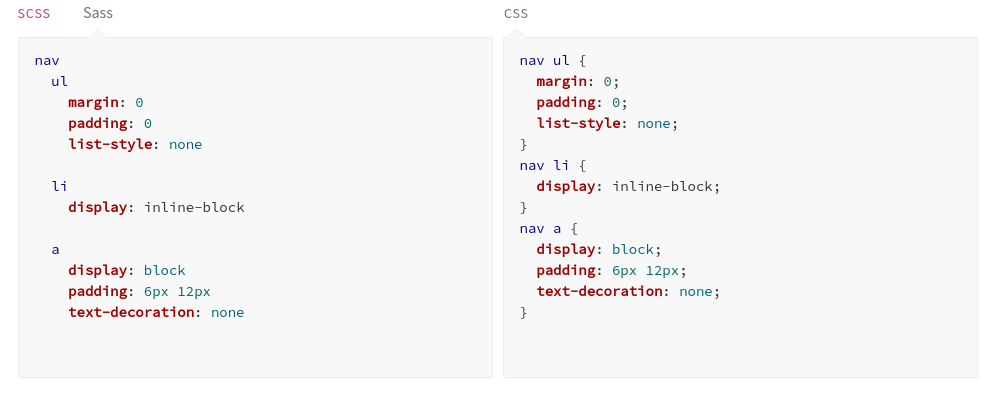 SCSS Sass
nav
  ul
    margin: 0
    padding: 0
    list-style: none

  li
    display: inline-block

  a
    display: block
    padding: 6px 12px
    text-decoration: none
CSS
nav ul {
  margin: 0;
  padding: 0;
  list-style: none;
}
nav li {
  display: inline-block;
}
nav a {
  display: block;
  padding: 6px 12px;
  text-decoration: none;
}